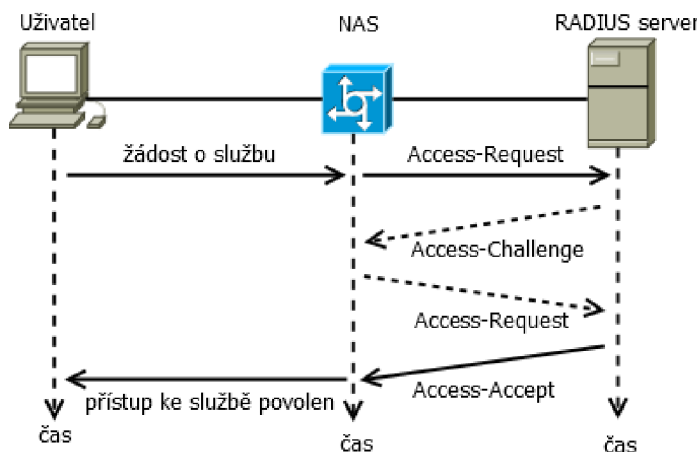 Uživatel
NAS
RADIUS server
žádost o službu
Access-Request
Access-Challenge
Access-Request
Access-Accept
přístup ke službě povolen
čas
čas
čas